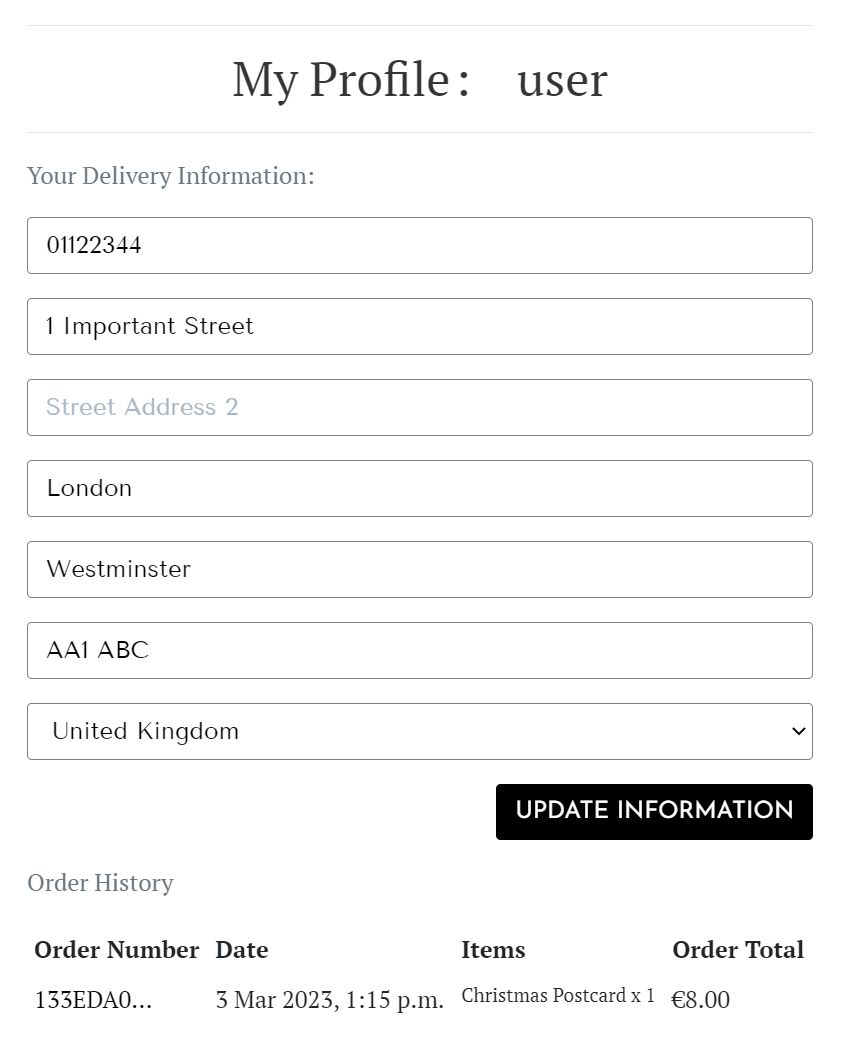 My Profile: user
Your Delivery Information:
01122344
1 Important Street
Street Address 2
London
Westminster
AA1 ABC
United Kingdom
UPDATE INFORMATION
Order History
Order Number Date Items Order Total
133EDA0... 3 Mar 2023, 1:15 p.m. Christmas Postcard x 1 €8.00